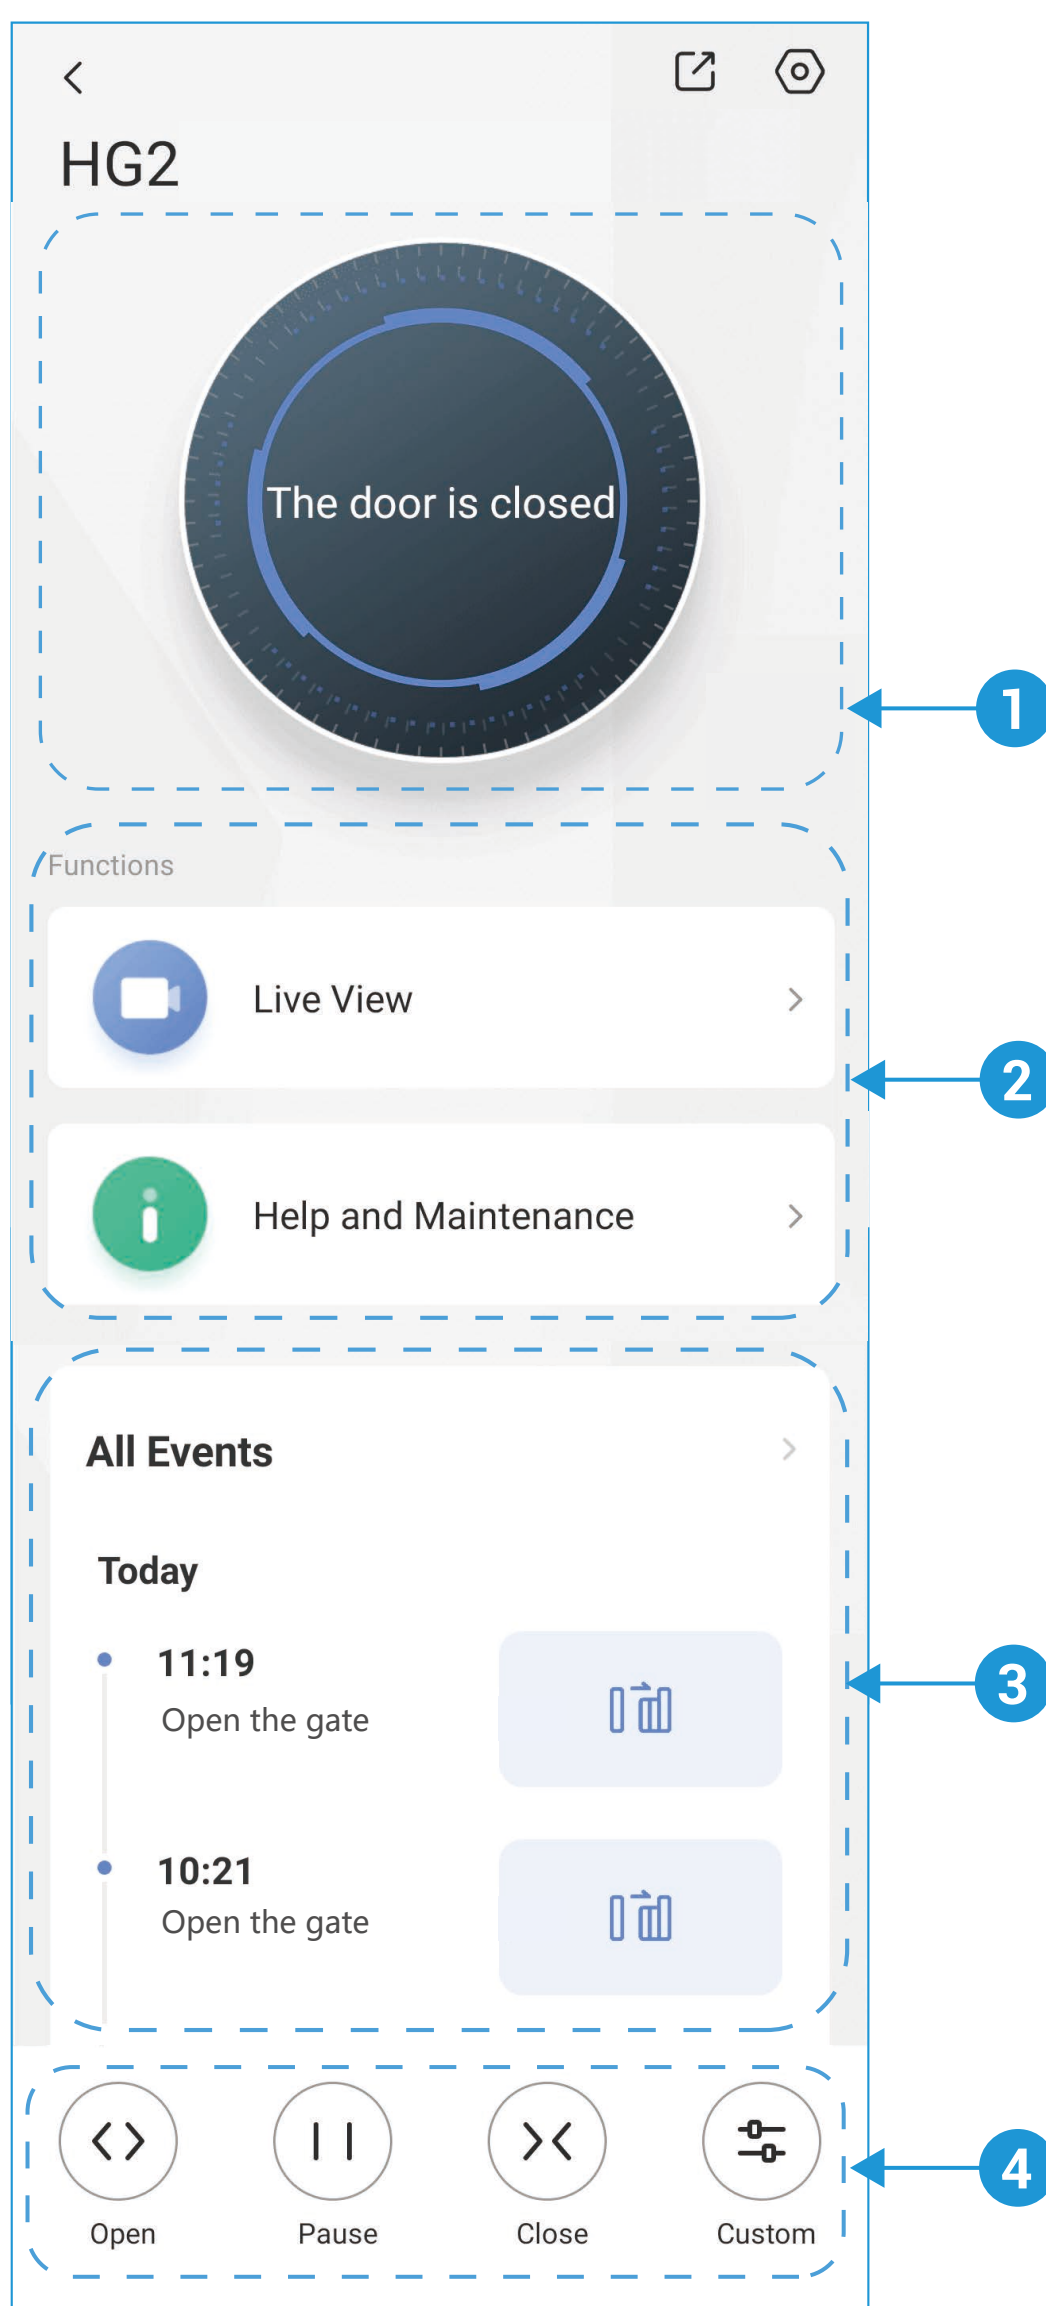 HG2
The door is closed
1
Functions
Live View
2
Help and Maintenance
All Events
Today
11:19
Open the gate
3
10:21
Open the gate
4
Open Pause Close Custom